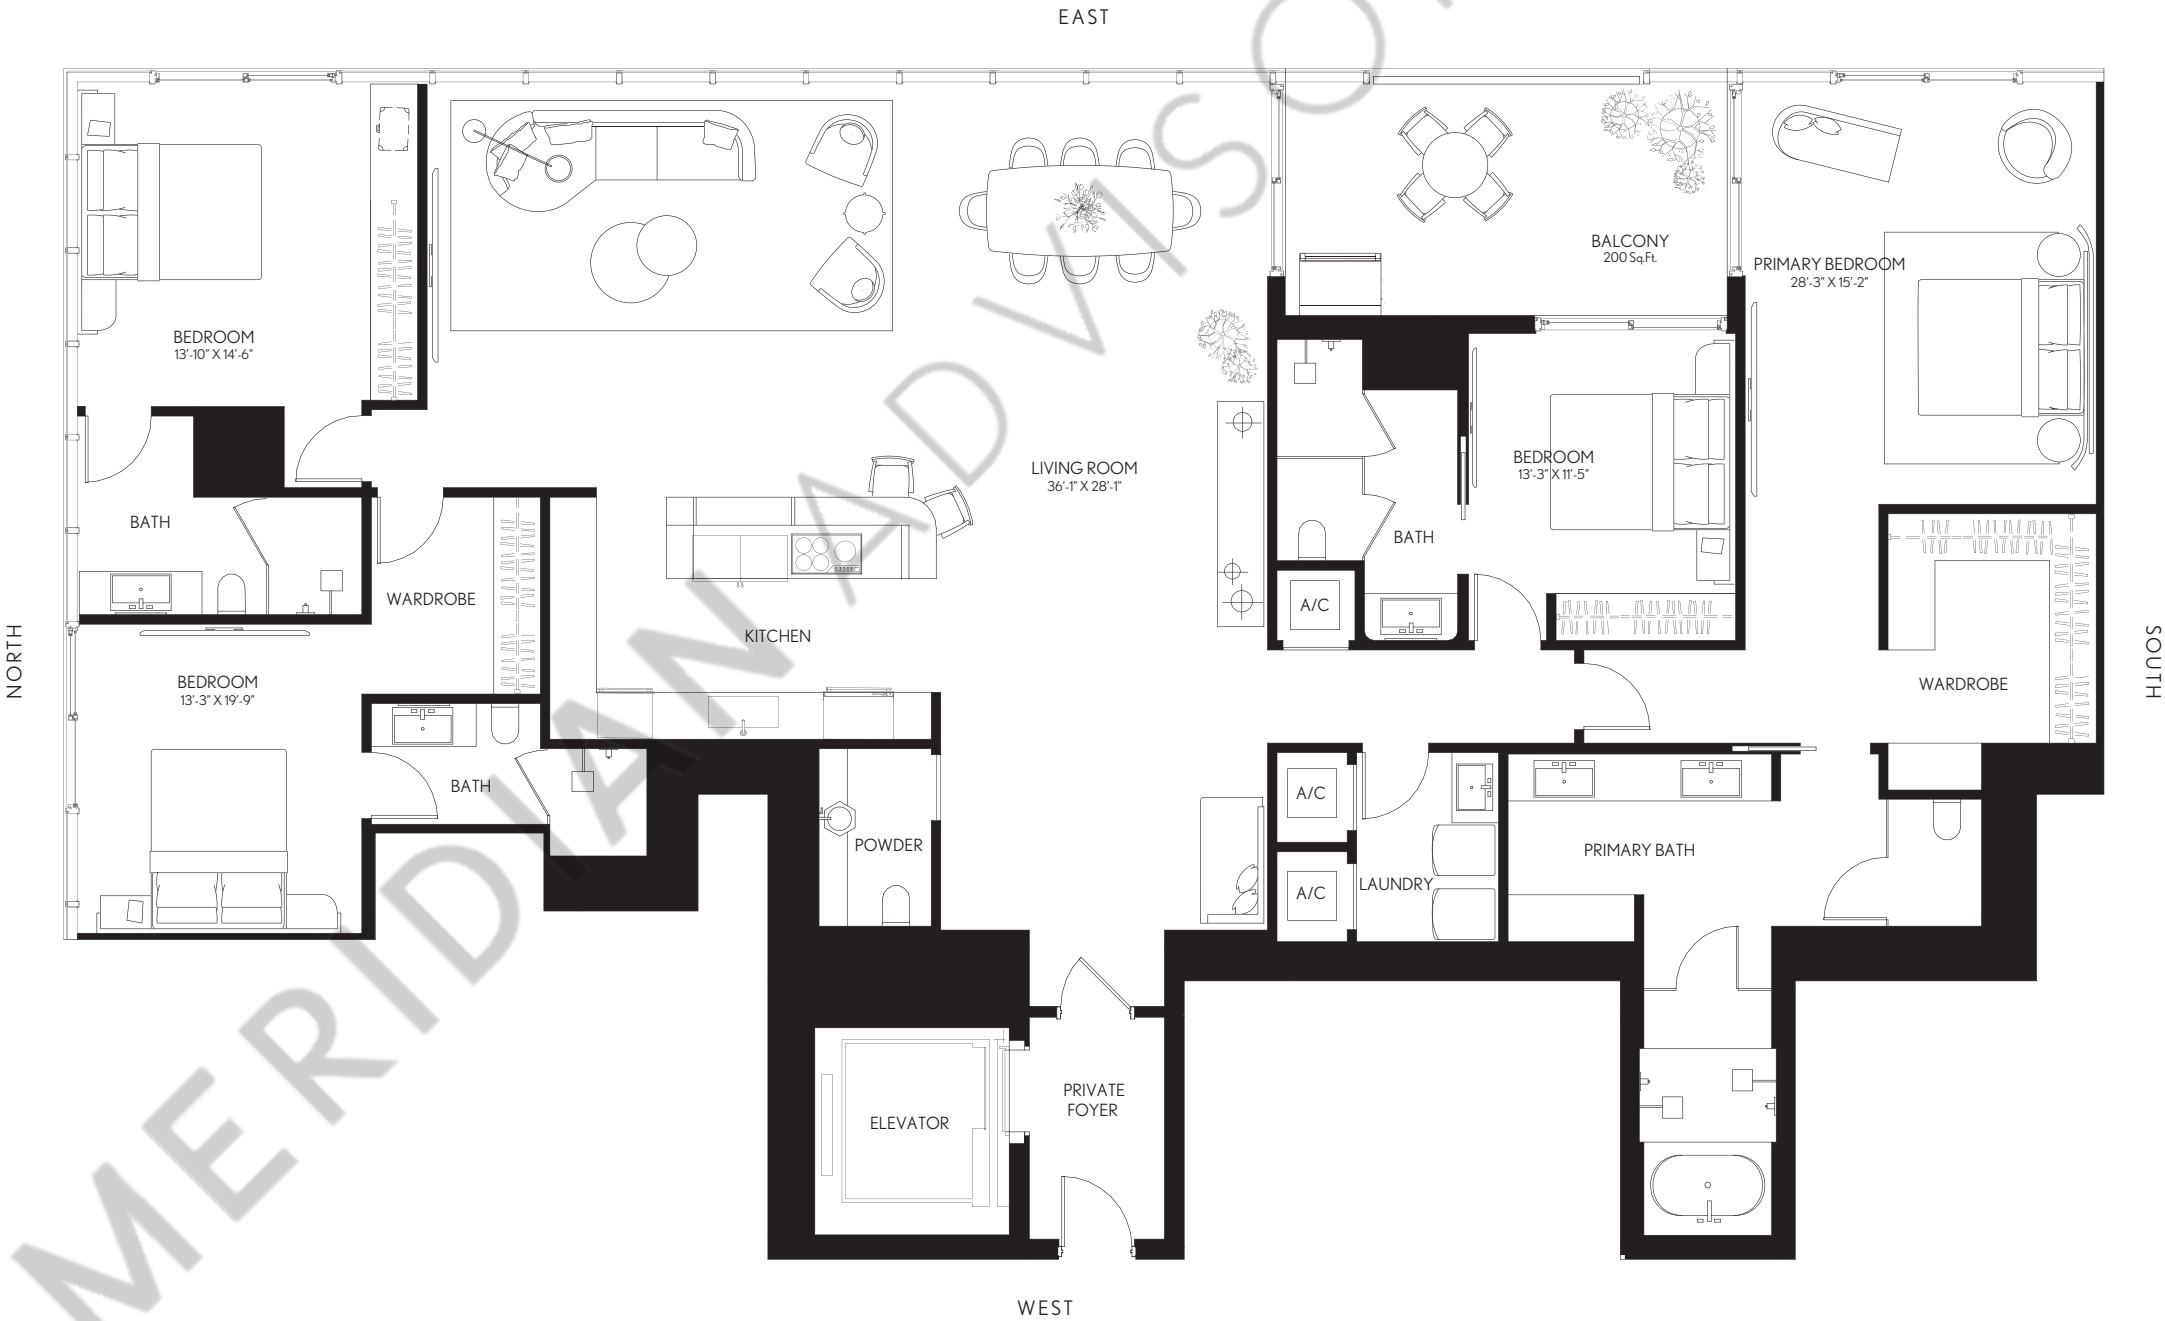 EAST
BALCONY
200 Sq.Ft.
PRIMARY BEDROOM
28'-3" X 15'-2"
BEDROOM
13'-10" X 14'-6"
LIVING ROOM
36'-1" X 28'-1"
BEDROOM
13'-3" X 11'-5"
BATH
BATH
WARDROBE
A/C
KITCHEN
NORTH
SOUTH
BEDROOM
13'-3" X 19'-9"
WARDROBE
BATH
A/C
POWDER
PRIMARY BATH
LAUNDRY
A/C
PRIVATE
FOYER
ELEVATOR
WEST